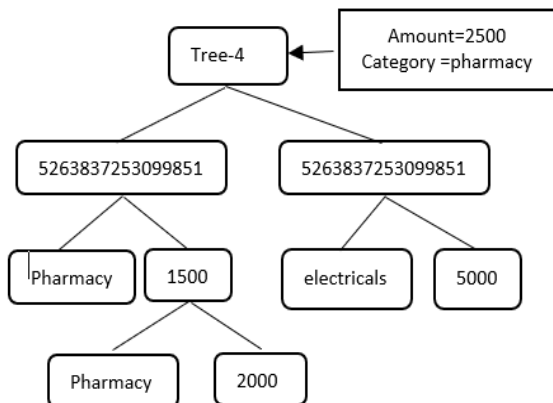 Tree-4
Amount=2500
Category =pharmacy
5263837253099851
5263837253099851
Pharmacy
1500
electricals
5000
Pharmacy
2000